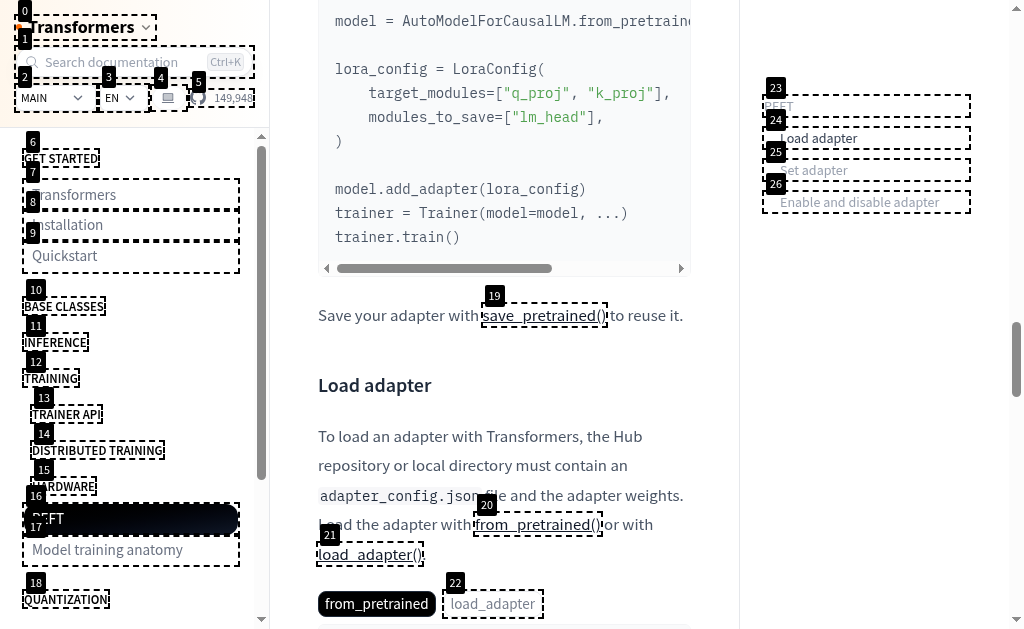 Transformers
Search documentation Ctrl+K
MAIN EN 149,948
GET STARTED
Transformers
Installation
Quickstart
BASE CLASSES
INFERENCE
TRAINING
TRAINER API
DISTRIBUTED TRAINING
HARDWARE
PEFT
Model training anatomy
QUANTIZATION
0
1
2
3
4
5
6
7
8
9
10
11
12
13
14
15
16
17
18
model = AutoModelForCausalLM.from_pretraine
lora_config = LoraConfig(
target_modules=["q_proj", "k_proj"],
modules_to_save=["lm_head"],
)
model.add_adapter(lora_config)
trainer = Trainer(model=model, ...)
trainer.train()
19
Save your adapter with save_pretrained() to reuse it.
Load adapter
To load an adapter with Transformers, the Hub
repository or local directory must contain an
adapter_config.json file and the adapter weights.
20
Load the adapter with from_pretrained() or with
21
load_adapter().
22
from_pretrained load_adapter
23
PEFT
24
Load adapter
25
Set adapter
26
Enable and disable adapter